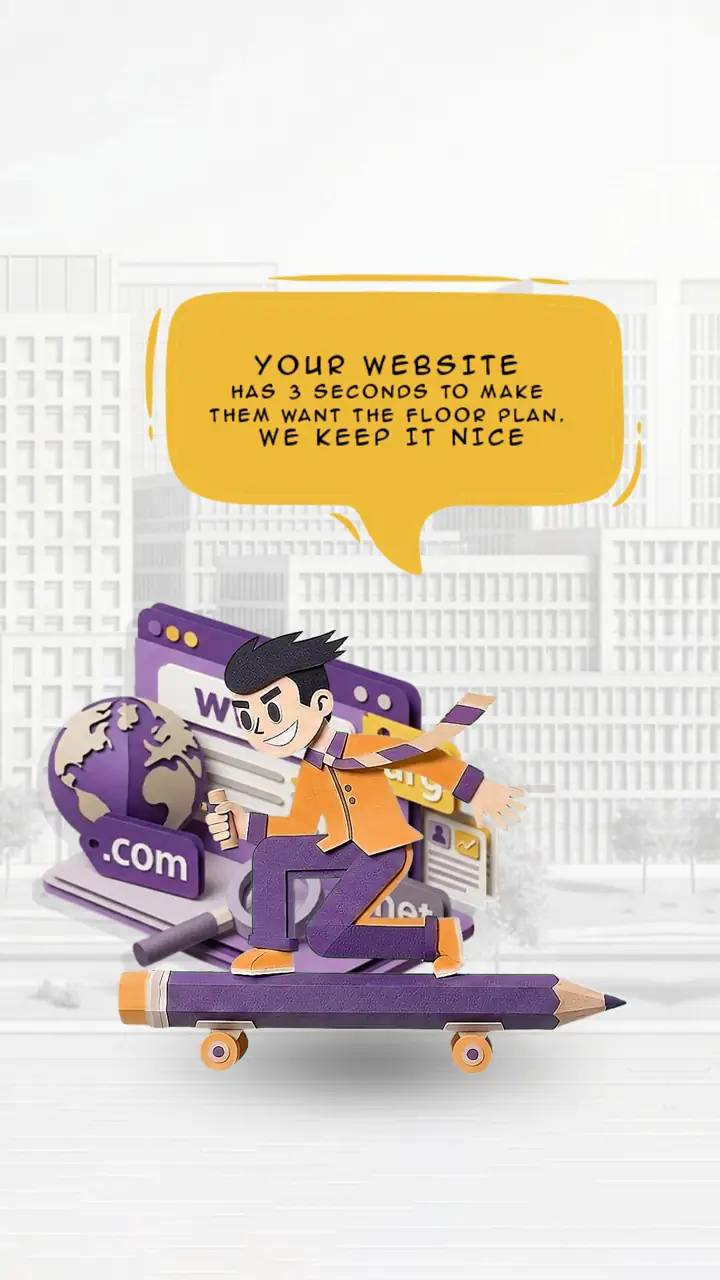 YOUR WEBSITE
HAS 3 SECONDS TO MAKE
THEM WANT THE FLOOR PLAN.
WE KEEP IT NICE
.com